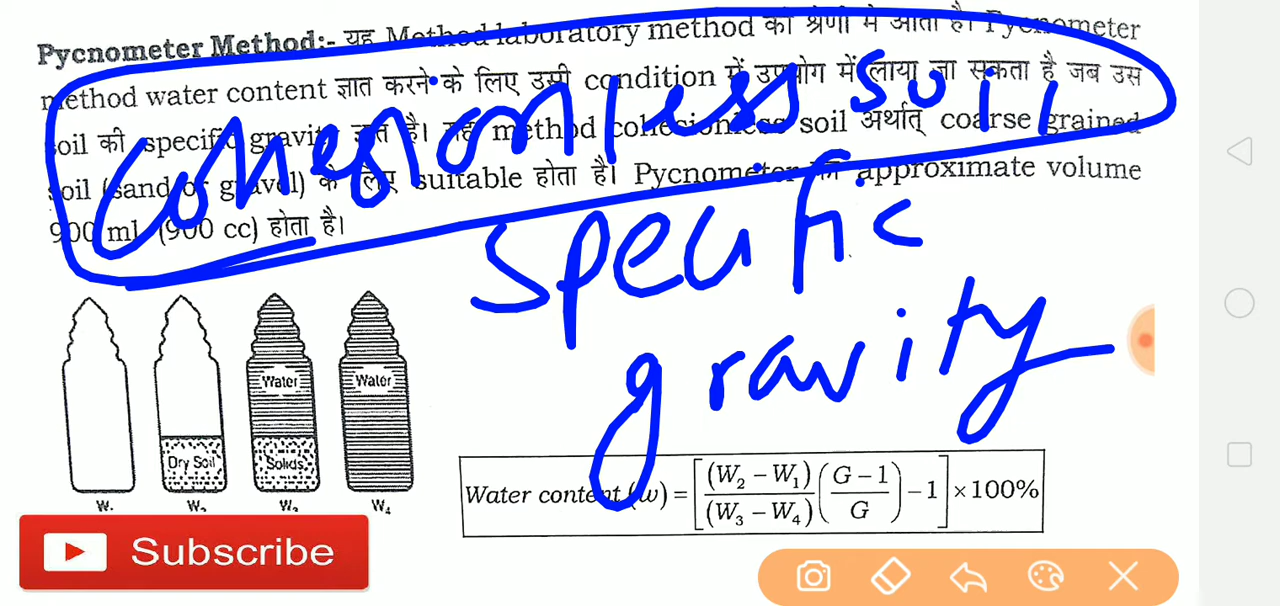 Pycnometer Method:- यह Method laboratory method की श्रेणी में आता है। Pycnometer
method water content ज्ञात करने के लिए उसी condition में उपयोग में लाया जा सकता है जब उस
soil की specific gravity ज्ञात है। यह method cohesionless soil अर्थात् coarse grained
soil (sand or gravel) के लिए suitable होता है। Pycnometer का approximate volume
900 ml (900 cc) होता है।
cohesionless soil
specific
gravity
Water Water
Dry Soil Solids
W₁ W₂ W₃ W₄
Water content (w) = [(W₂ – W₁)/(W₃ – W₄) (G – 1/G) – 1] × 100%
Subscribe